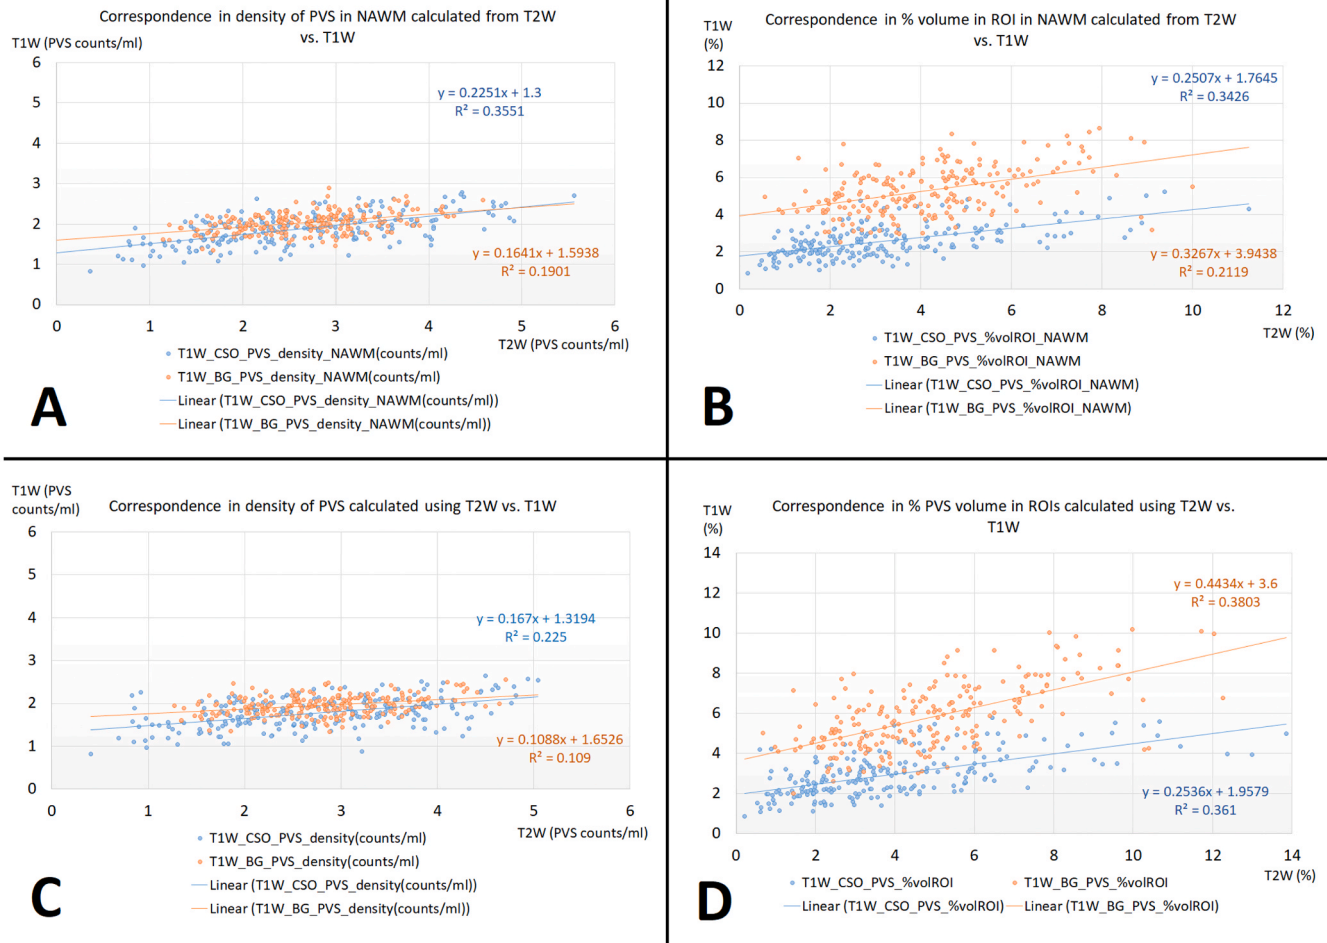 Correspondence in density of PVS in NAWM calculated from T2W
vs. T1W
T1W (PVS counts/ml)
6
5
4
3
2
1
0
y = 0.2251x + 1.3
R² = 0.3551
y = 0.1641x + 1.5938
R² = 0.1901
0 1 2 3 4 5 6
T2W (PVS counts/ml)
T1W_CSO_PVS_density_NAWM(counts/ml)
T1W_BG_PVS_density_NAWM(counts/ml)
Linear (T1W_CSO_PVS_density_NAWM(counts/ml))
Linear (T1W_BG_PVS_density_NAWM(counts/ml))
A
Correspondence in % volume in ROI in NAWM calculated from T2W
vs. T1W
T1W
(%)
12
10
8
6
4
2
0
y = 0.2507x + 1.7645
R² = 0.3426
y = 0.3267x + 3.9438
R² = 0.2119
0 2 4 6 8 10 12
T2W (%)
T1W_CSO_PVS_%volROI_NAWM
T1W_BG_PVS_%volROI_NAWM
Linear (T1W_CSO_PVS_%volROI_NAWM)
Linear (T1W_BG_PVS_%volROI_NAWM)
B
T1W (PVS
counts/ml)
Correspondence in density of PVS calculated using T2W vs. T1W
6
5
4
3
2
1
0
y = 0.167x + 1.3194
R² = 0.225
y = 0.1088x + 1.6526
R² = 0.109
0 1 2 3 4 5 6
T2W (PVS counts/ml)
T1W_CSO_PVS_density(counts/ml)
T1W_BG_PVS_density(counts/ml)
Linear (T1W_CSO_PVS_density(counts/ml))
Linear (T1W_BG_PVS_density(counts/ml))
C
T1W
(%)
Correspondence in % PVS volume in ROIs calculated using T2W vs.
T1W
14
12
10
8
6
4
2
0
y = 0.4434x + 3.6
R² = 0.3803
y = 0.2536x + 1.9579
R² = 0.361
0 2 4 6 8 10 12 14
T2W (%)
T1W_CSO_PVS_%volROI T1W_BG_PVS_%volROI
Linear (T1W_CSO_PVS_%volROI) Linear (T1W_BG_PVS_%volROI)
D